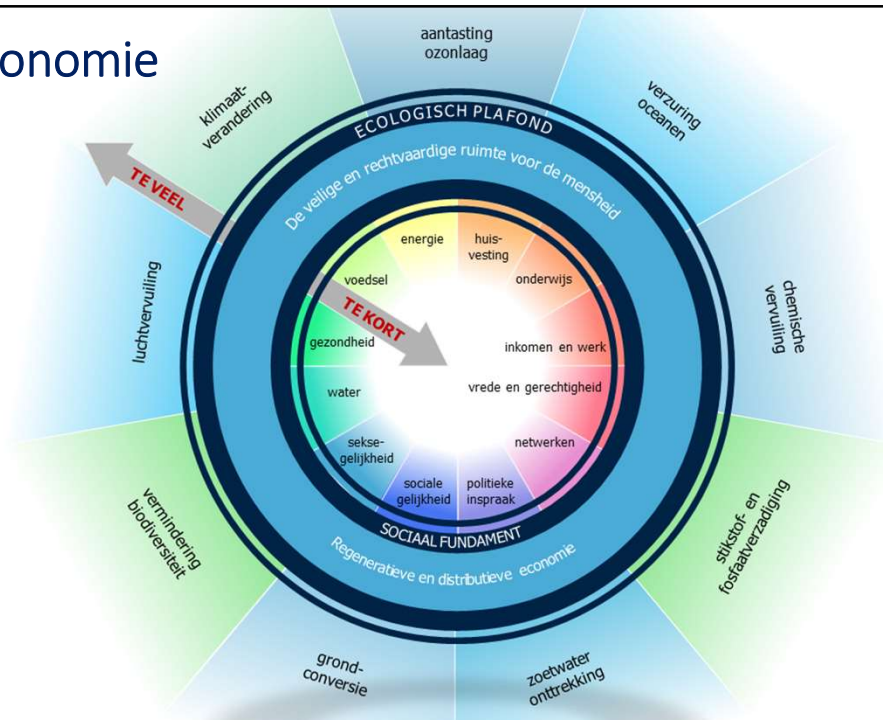 onomie
aantasting
ozonlaag
klimaat-
verandering
verzuring
oceanen
ECOLOGISCH PLAFOND
De veilige en rechtvaardige ruimte voor de mensheid
TE VEEL
luchtvervuiling
chemische
vervuiling
energie
huis-
vesting
voedsel
onderwijs
TE KORT
gezondheid
inkomen en werk
water
vrede en gerechtigheid
sekse-
gelijkheid
netwerken
sociale
gelijkheid
politieke
inspraak
SOCIAAL FUNDAMENT
Regeneratieve en distributieve economie
vermindering
biodiversiteit
stikstof- en
fosfaatverzadiging
grond-
conversie
zoetwater
onttrekking